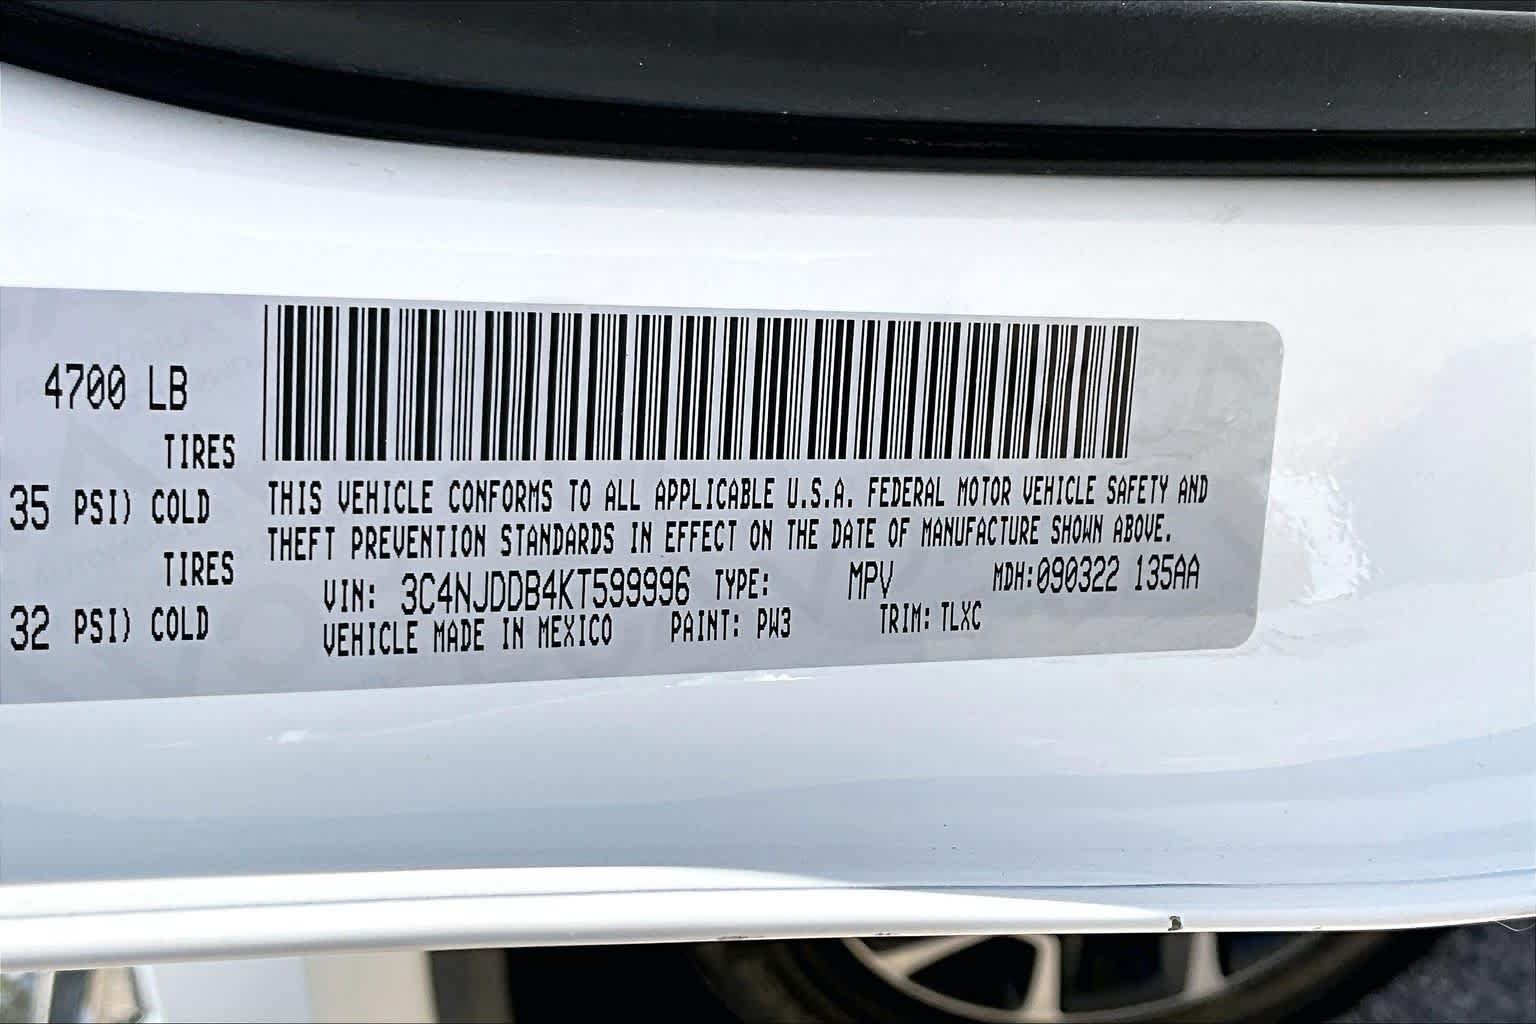 4700 LB
TIRES
35 PSI) COLD
TIRES
32 PSI) COLD
THIS VEHICLE CONFORMS TO ALL APPLICABLE U.S.A. FEDERAL MOTOR VEHICLE SAFETY AND
THEFT PREVENTION STANDARDS IN EFFECT ON THE DATE OF MANUFACTURE SHOWN ABOVE.
VIN: 3C4NJDDB4KT599996 TYPE: MPV MDH:090322 135AA
VEHICLE MADE IN MEXICO PAINT: PW3 TRIM: TLXC